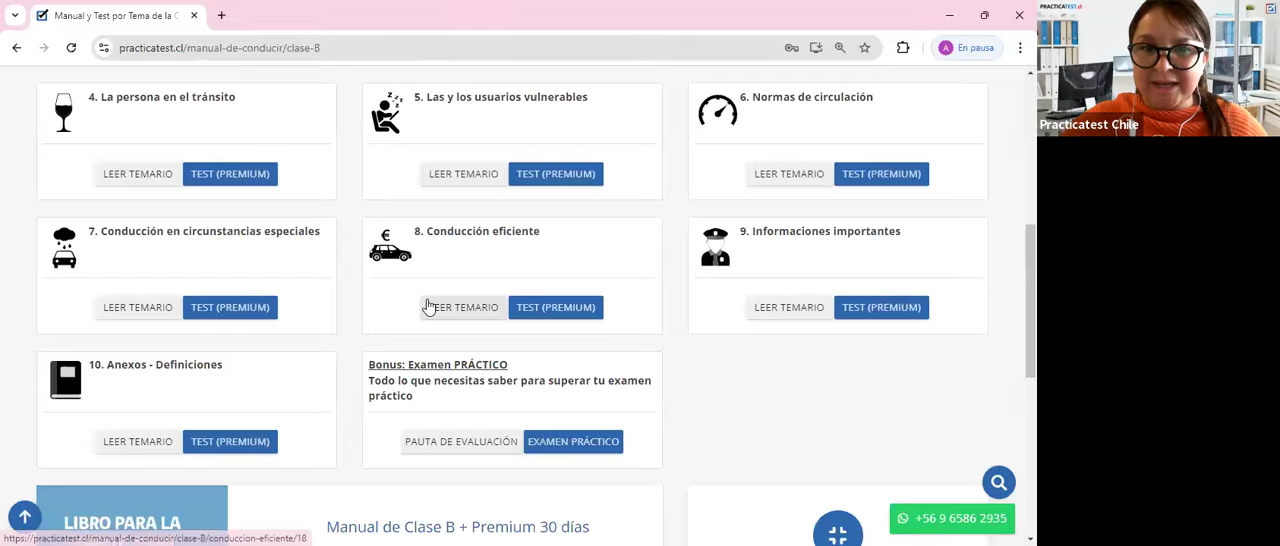 Manual y Test por Tema de la C
practicatest.cl/manual-de-conducir/clase-B
A
En pausa
PRACTICATEST.cl
Practicatest Chile
4. La persona en el tránsito
LEER TEMARIO
TEST (PREMIUM)
5. Las y los usuarios vulnerables
LEER TEMARIO
TEST (PREMIUM)
6. Normas de circulación
LEER TEMARIO
TEST (PREMIUM)
7. Conducción en circunstancias especiales
LEER TEMARIO
TEST (PREMIUM)
€
8. Conducción eficiente
LEER TEMARIO
TEST (PREMIUM)
9. Informaciones importantes
LEER TEMARIO
TEST (PREMIUM)
10. Anexos - Definiciones
LEER TEMARIO
TEST (PREMIUM)
Bonus: Examen PRÁCTICO
Todo lo que necesitas saber para superar tu examen
práctico
PAUTA DE EVALUACIÓN
EXAMEN PRÁCTICO
LIBRO PARA LA
Manual de Clase B + Premium 30 días
+56 9 6586 2935
https://practicatest.cl/manual-de-conducir/clase-B/conduccion-eficiente/18